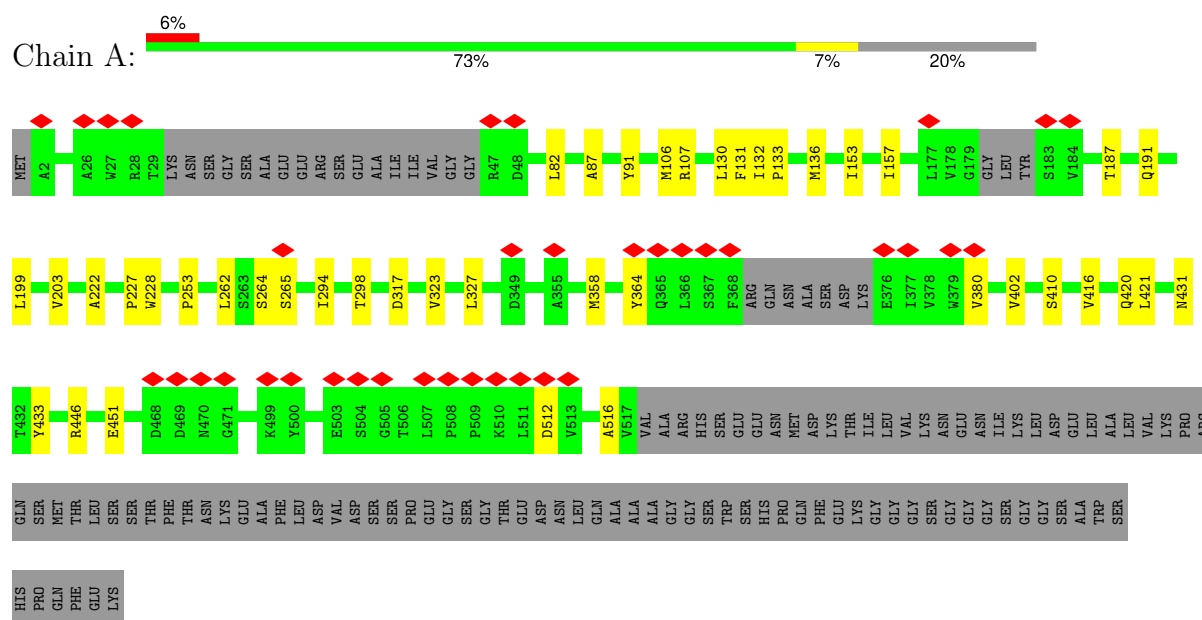 6%
Chain A:
73% 7% 20%
MET A2 A26 W27 R28 T29 LYS ASN SER GLY SER ALA GLU GLU ARG SER GLU ALA ILE ILE VAL GLY GLY R47 D48 L82 A87 Y91 M106 R107 L130 F131 I132 P133 M136 I153 I157 L177 V178 G179 GLY LEU TYR S183 V184 T187 Q191
L199 V203 A222 P227 W228 P253 L262 S263 S264 S265 I294 T298 D317 V323 L327 D349 A355 M358 Y364 Q365 L366 S367 F368 ARG GLN ASN ALA SER ASP LYS E376 I377 V378 W379 V380 V402 S410 V416 Q420 L421 N431
T432 Y433 R446 E451 D468 D469 N470 G471 K499 Y500 E503 S504 G505 T506 L507 P508 P509 K510 L511 D512 V513 A516 V517 VAL ALA ARG HIS SER GLU GLU ASN MET ASP LYS THR ILE LEU VAL LYS ASN GLU ASN ILE LYS LEU ASP GLU LEU ALA LEU VAL LYS PRO ARG
GLN SER MET THR LEU SER SER THR PHE THR ASN LYS GLU ALA PHE LEU ASP VAL ASP SER SER PRO GLU GLY SER GLY THR GLU ASP ASN LEU GLN ALA ALA ALA GLY GLY SER TRP SER HIS PRO GLN PHE GLU LYS GLY GLY GLY SER GLY GLY GLY SER GLY GLY SER ALA TRP SER
HIS PRO GLN PHE GLU LYS